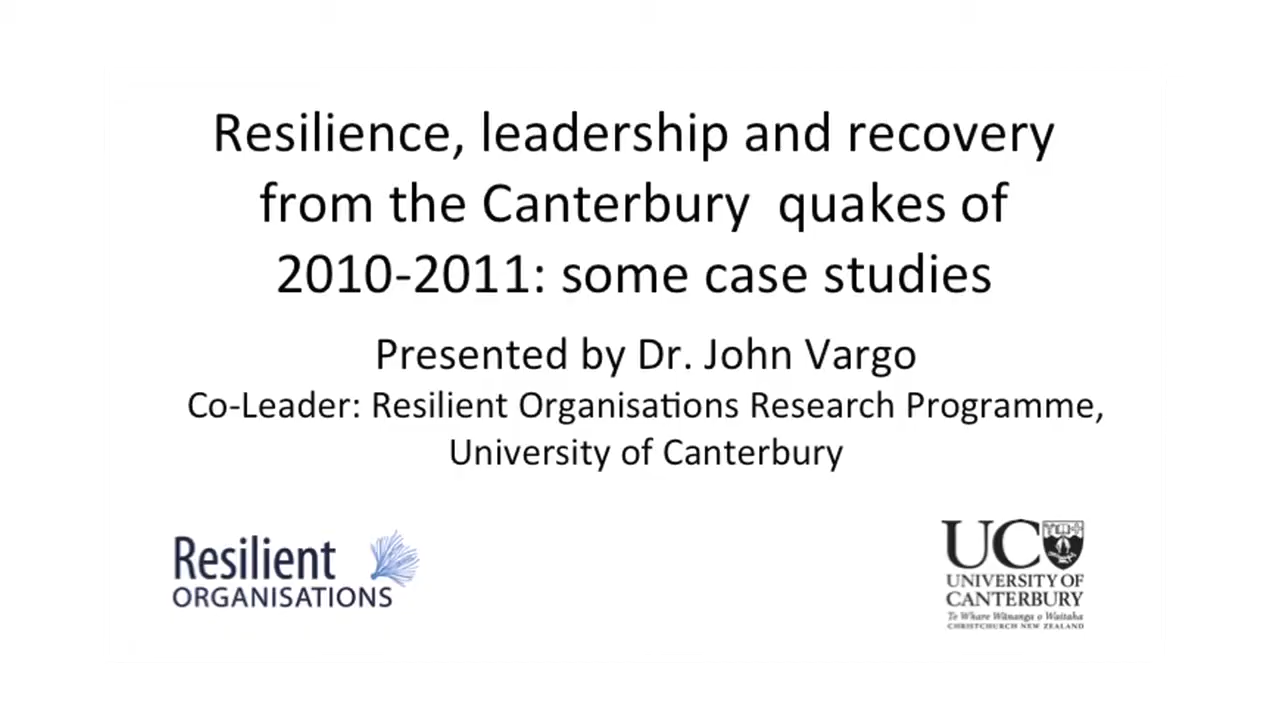 Resilience, leadership and recovery
from the Canterbury quakes of
2010-2011: some case studies
Presented by Dr. John Vargo
Co-Leader: Resilient Organisations Research Programme,
University of Canterbury
Resilient
ORGANISATIONS
UC
UNIVERSITY OF
CANTERBURY
Te Whare Wānanga o Waitaha
CHRISTCHURCH NEW ZEALAND